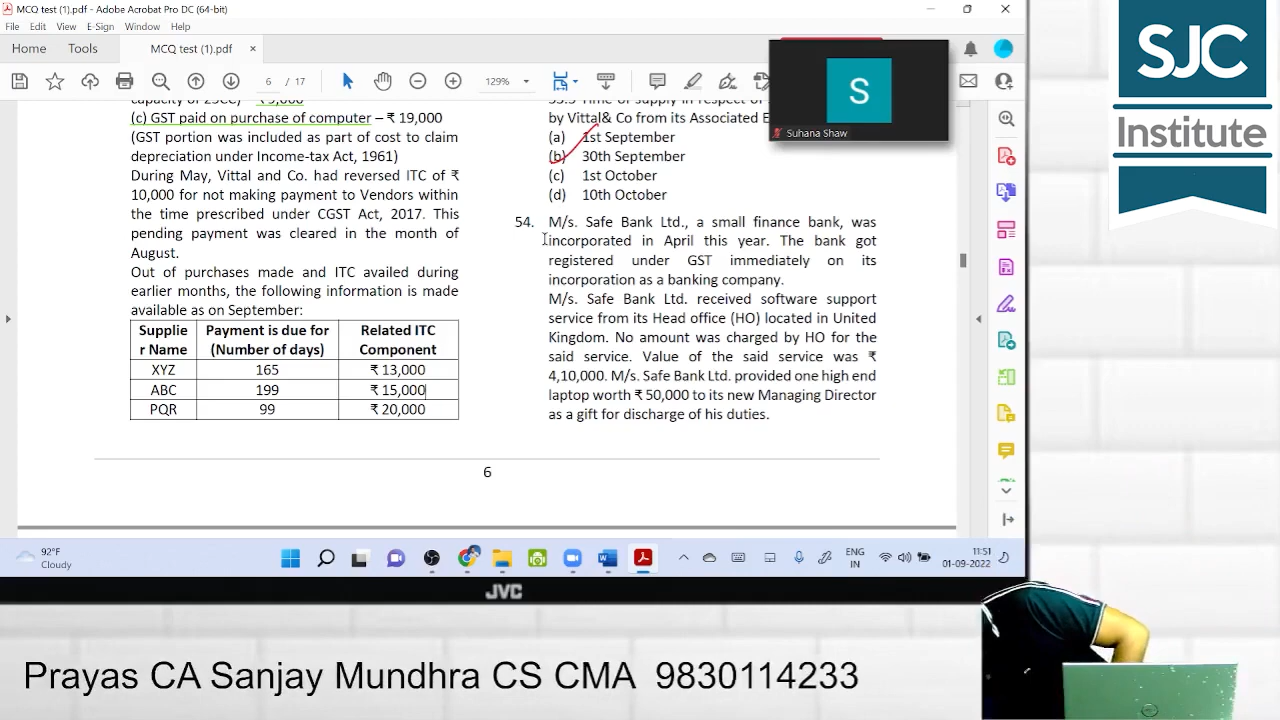 MCQ test (1).pdf - Adobe Acrobat Pro DC (64-bit)
File Edit View E-Sign Window Help
Home Tools MCQ test (1).pdf ×
6 / 17 129%
S
Suhana Shaw
(c) GST paid on purchase of computer – ₹ 19,000
(GST portion was included as part of cost to claim
depreciation under Income-tax Act, 1961)
During May, Vittal and Co. had reversed ITC of ₹
10,000 for not making payment to Vendors within
the time prescribed under CGST Act, 2017. This
pending payment was cleared in the month of
August.
Out of purchases made and ITC availed during
earlier months, the following information is made
available as on September:
Supplie Payment is due for Related ITC
r Name (Number of days) Component
XYZ 165 ₹ 13,000
ABC 199 ₹ 15,000
PQR 99 ₹ 20,000
by Vittal& Co from its Associated E
(a) 1st September
(b) 30th September
(c) 1st October
(d) 10th October
54. M/s. Safe Bank Ltd., a small finance bank, was
incorporated in April this year. The bank got
registered under GST immediately on its
incorporation as a banking company.
M/s. Safe Bank Ltd. received software support
service from its Head office (HO) located in United
Kingdom. No amount was charged by HO for the
said service. Value of the said service was ₹
4,10,000. M/s. Safe Bank Ltd. provided one high end
laptop worth ₹ 50,000 to its new Managing Director
as a gift for discharge of his duties.
6
92°F
Cloudy
ENG
IN
11:51
01-09-2022
JVC
SJC
Institute
Prayas CA Sanjay Mundhra CS CMA 9830114233